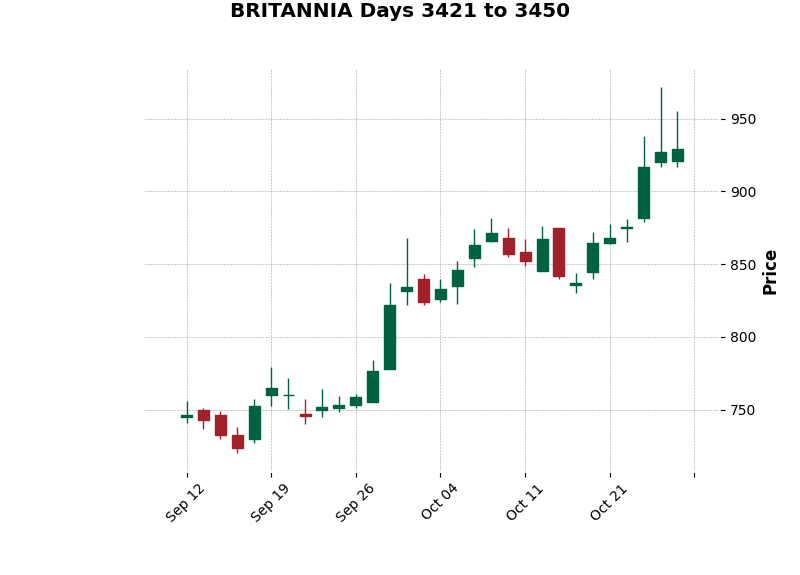 BRITANNIA Days 3421 to 3450
950
900
850
800
750
Price
Sep 12
Sep 19
Sep 26
Oct 04
Oct 11
Oct 21